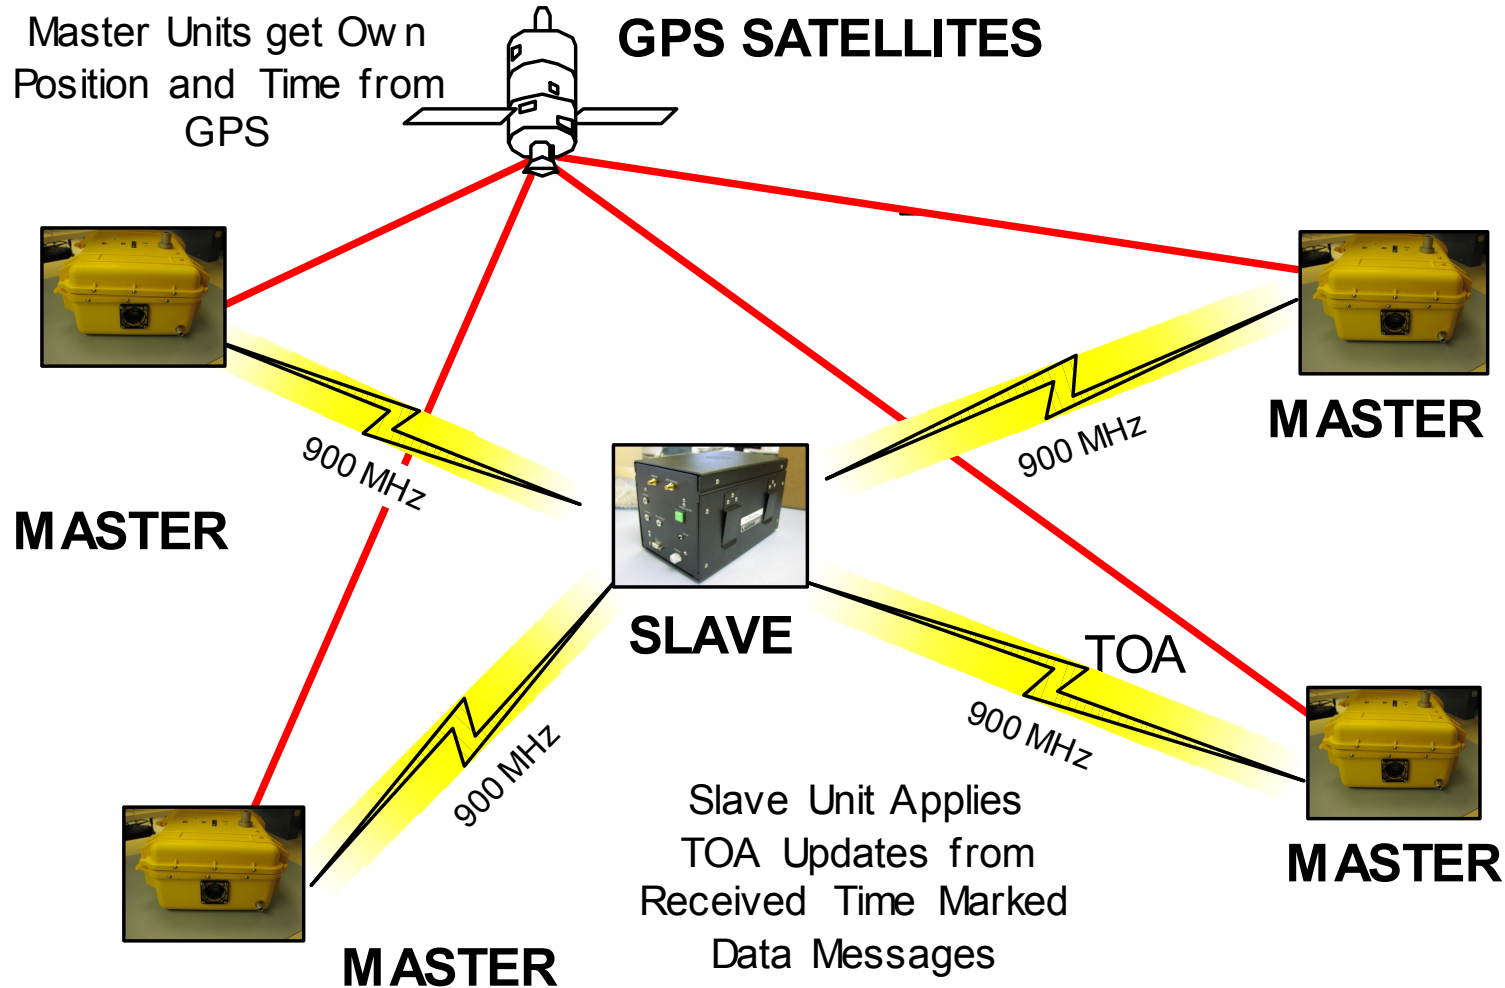 Master Units get Own
Position and Time from
GPS
GPS SATELLITES
MASTER
900 MHz
900 MHz
MASTER
SLAVE
TOA
900 MHz
900 MHz
MASTER
MASTER
Slave Unit Applies
TOA Updates from
Received Time Marked
Data Messages